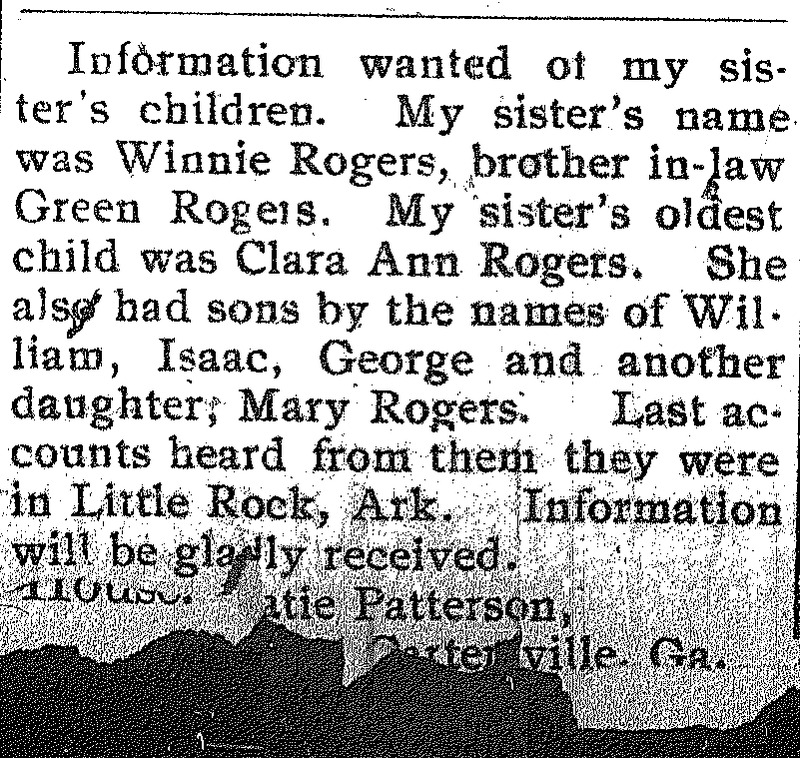 Information wanted of my sis-
ter's children. My sister's name
was Winnie Rogers, brother in-law
Green Rogers. My sister's oldest
child was Clara Ann Rogers. She
also had sons by the names of Wil-
liam, Isaac, George and another
daughter, Mary Rogers. Last ac-
counts heard from them they were
in Little Rock, Ark. Information
will be gladly received.
atie Patterson,
ville. Ga.